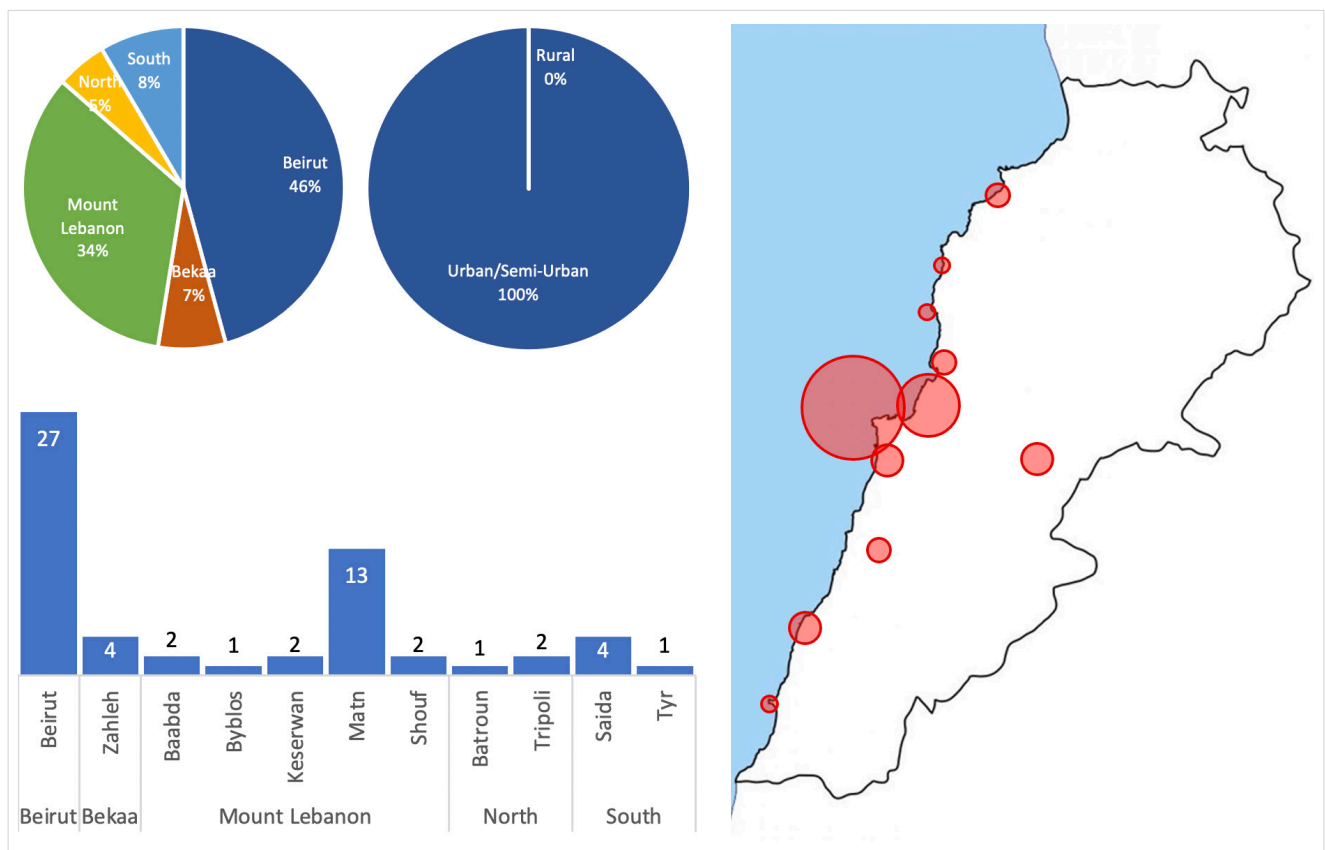 South
8%
North
5%
Beirut
46%
Mount
Lebanon
34%
Bekaa
7%
Rural
0%
Urban/Semi-Urban
100%
27
4
2
1
2
13
2
1
2
4
1
Beirut
Zahleh
Baabda
Byblos
Keserwan
Matn
Shouf
Batroun
Tripoli
Saida
Tyr
Beirut
Bekaa
Mount Lebanon
North
South